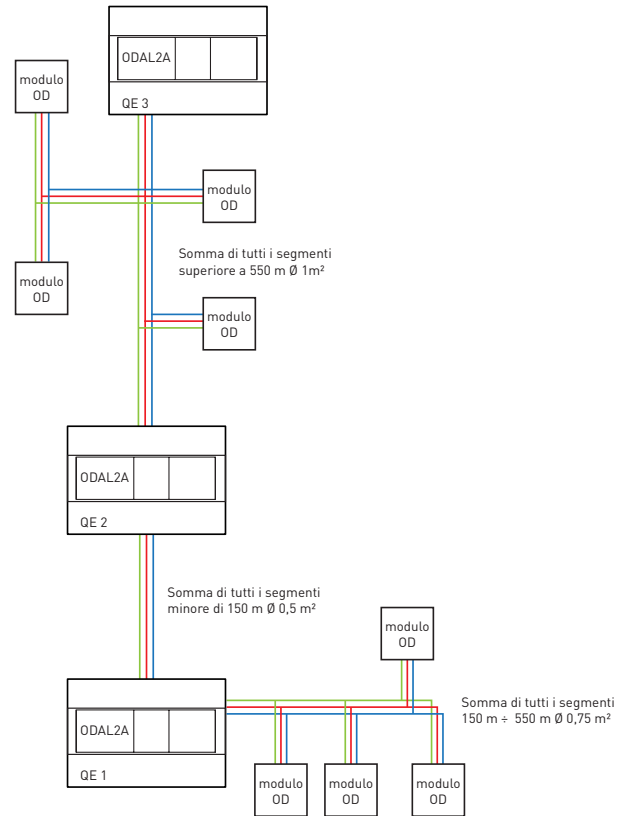 ODAL2A
QE 3
modulo
OD
modulo
OD
modulo
OD
Somma di tutti i segmenti
superiore a 550 m Ø 1m²
modulo
OD
ODAL2A
QE 2
Somma di tutti i segmenti
minore di 150 m Ø 0,5 m²
modulo
OD
ODAL2A
QE 1
Somma di tutti i segmenti
150 m ÷ 550 m Ø 0,75 m²
modulo
OD
modulo
OD
modulo
OD